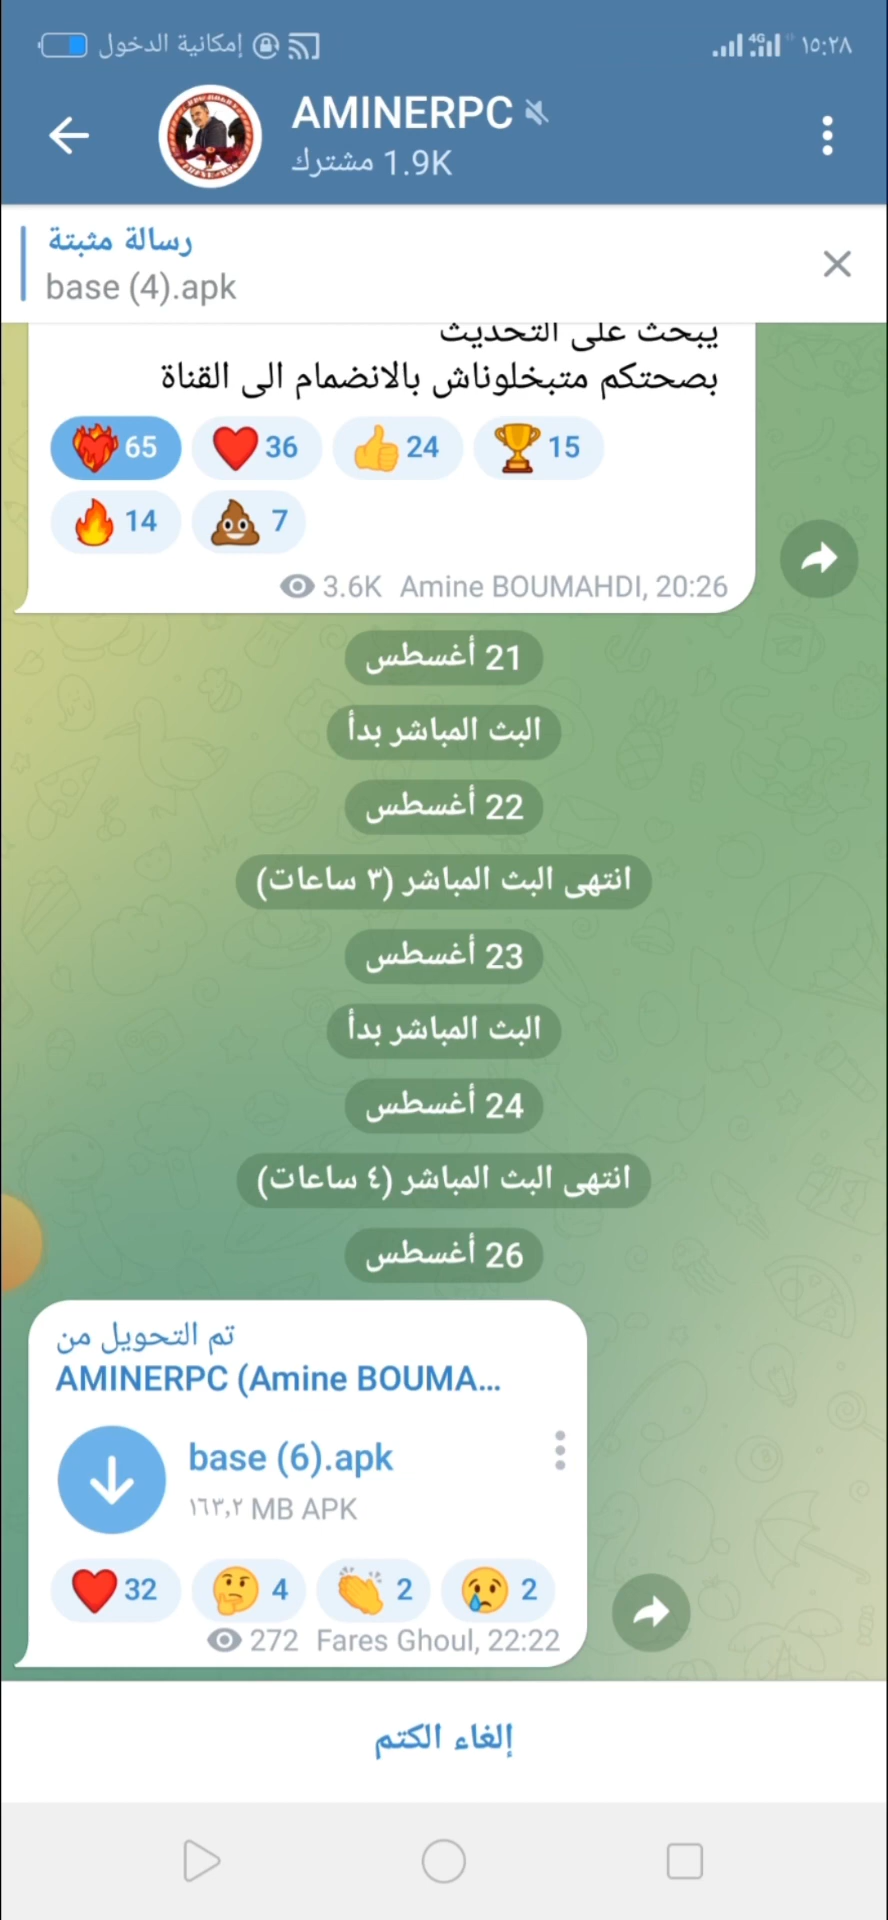 إمكانية الدخول
4G
١٥:٢٨
AMINERPC
1.9K مشترك
رسالة مثبتة
base (4).apk
يبحث على التحديث
بصحتكم متبخلوناش بالانضمام الى القناة
65
36
24
15
14
7
3.6K Amine BOUMAHDI, 20:26
21 أغسطس
البث المباشر بدأ
22 أغسطس
انتهى البث المباشر (٣ ساعات)
23 أغسطس
البث المباشر بدأ
24 أغسطس
انتهى البث المباشر (٤ ساعات)
26 أغسطس
تم التحويل من
AMINERPC (Amine BOUMA...
base (6).apk
١٦٣,٢ MB APK
32
4
2
2
272 Fares Ghoul, 22:22
إلغاء الكتم